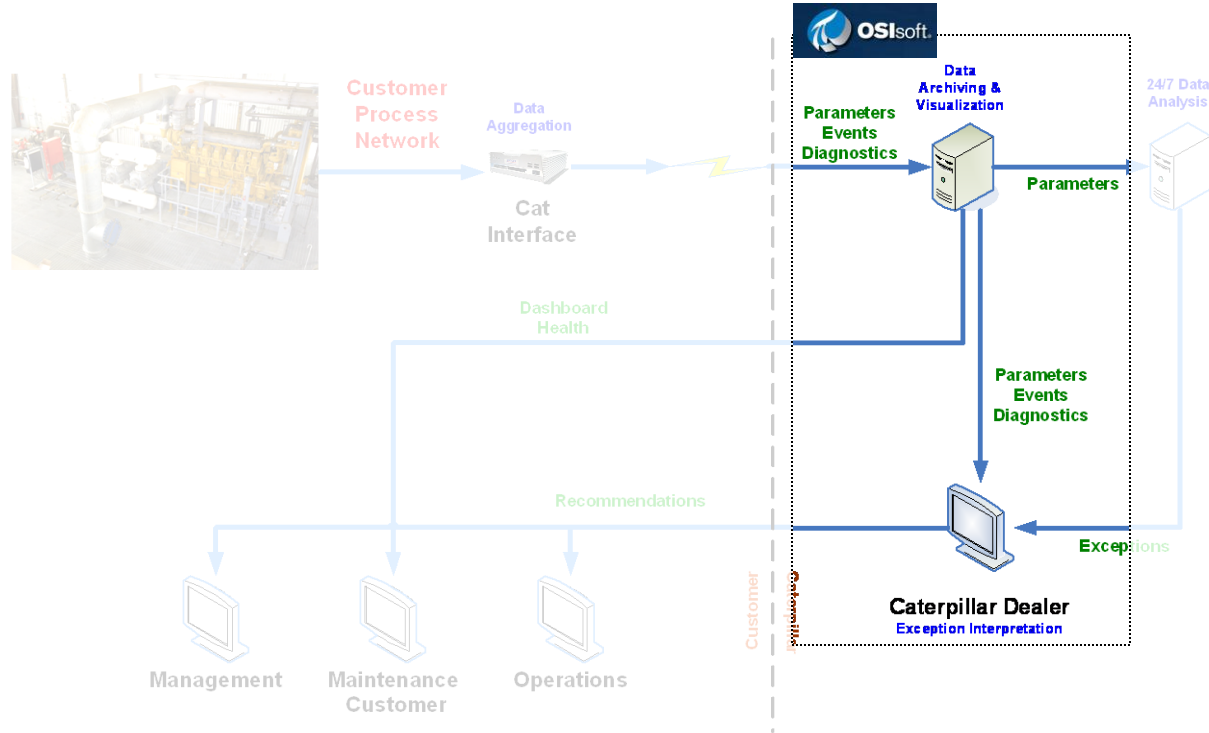 OSIsoft.
Customer
Process
Network
Data
Aggregation
Cat
Interface
Parameters
Events
Diagnostics
Data
Archiving &
Visualization
Parameters
24/7 Data
Analysis
Dashboard
Health
Parameters
Events
Diagnostics
Recommendations
Exceptions
Customer
Caterpillar
Caterpillar Dealer
Exception Interpretation
Management
Maintenance
Customer
Operations